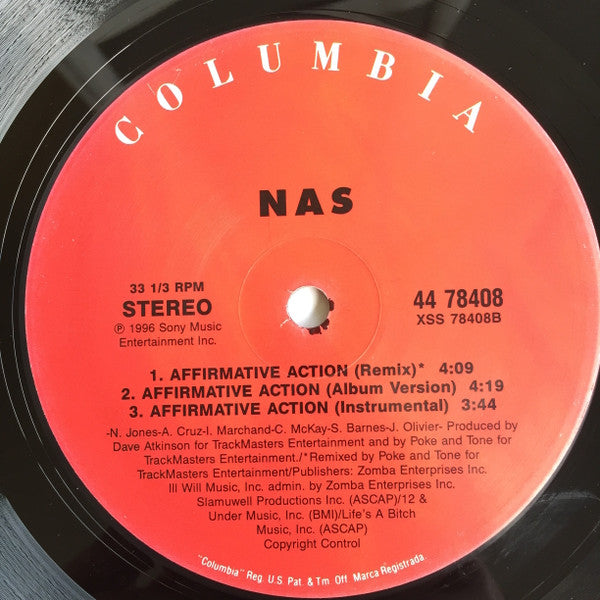 COLUMBIA
NAS
33 1/3 RPM
STEREO
℗ 1996 Sony Music
Entertainment Inc.
44 78408
XSS 78408B
1. AFFIRMATIVE ACTION (Remix)* 4:09
2. AFFIRMATIVE ACTION (Album Version) 4:19
3. AFFIRMATIVE ACTION (Instrumental) 3:44
-N. Jones-A. Cruz-I. Marchand-C. McKay-S. Barnes-J. Olivier- Produced by
Dave Atkinson for TrackMasters Entertainment and by Poke and Tone for
TrackMasters Entertainment/*Remixed by Poke and Tone for
TrackMasters Entertainment/Publishers: Zomba Enterprises Inc.
Ill Will Music, Inc. admin. by Zomba Enterprises Inc.
Slamuwell Productions Inc. (ASCAP)/12 &
Under Music, Inc. (BMI)/Life's A Bitch
Music, Inc. (ASCAP)
Copyright Control
"Columbia" Reg. U.S. Pat. & Tm. Off. Marca Registrada.